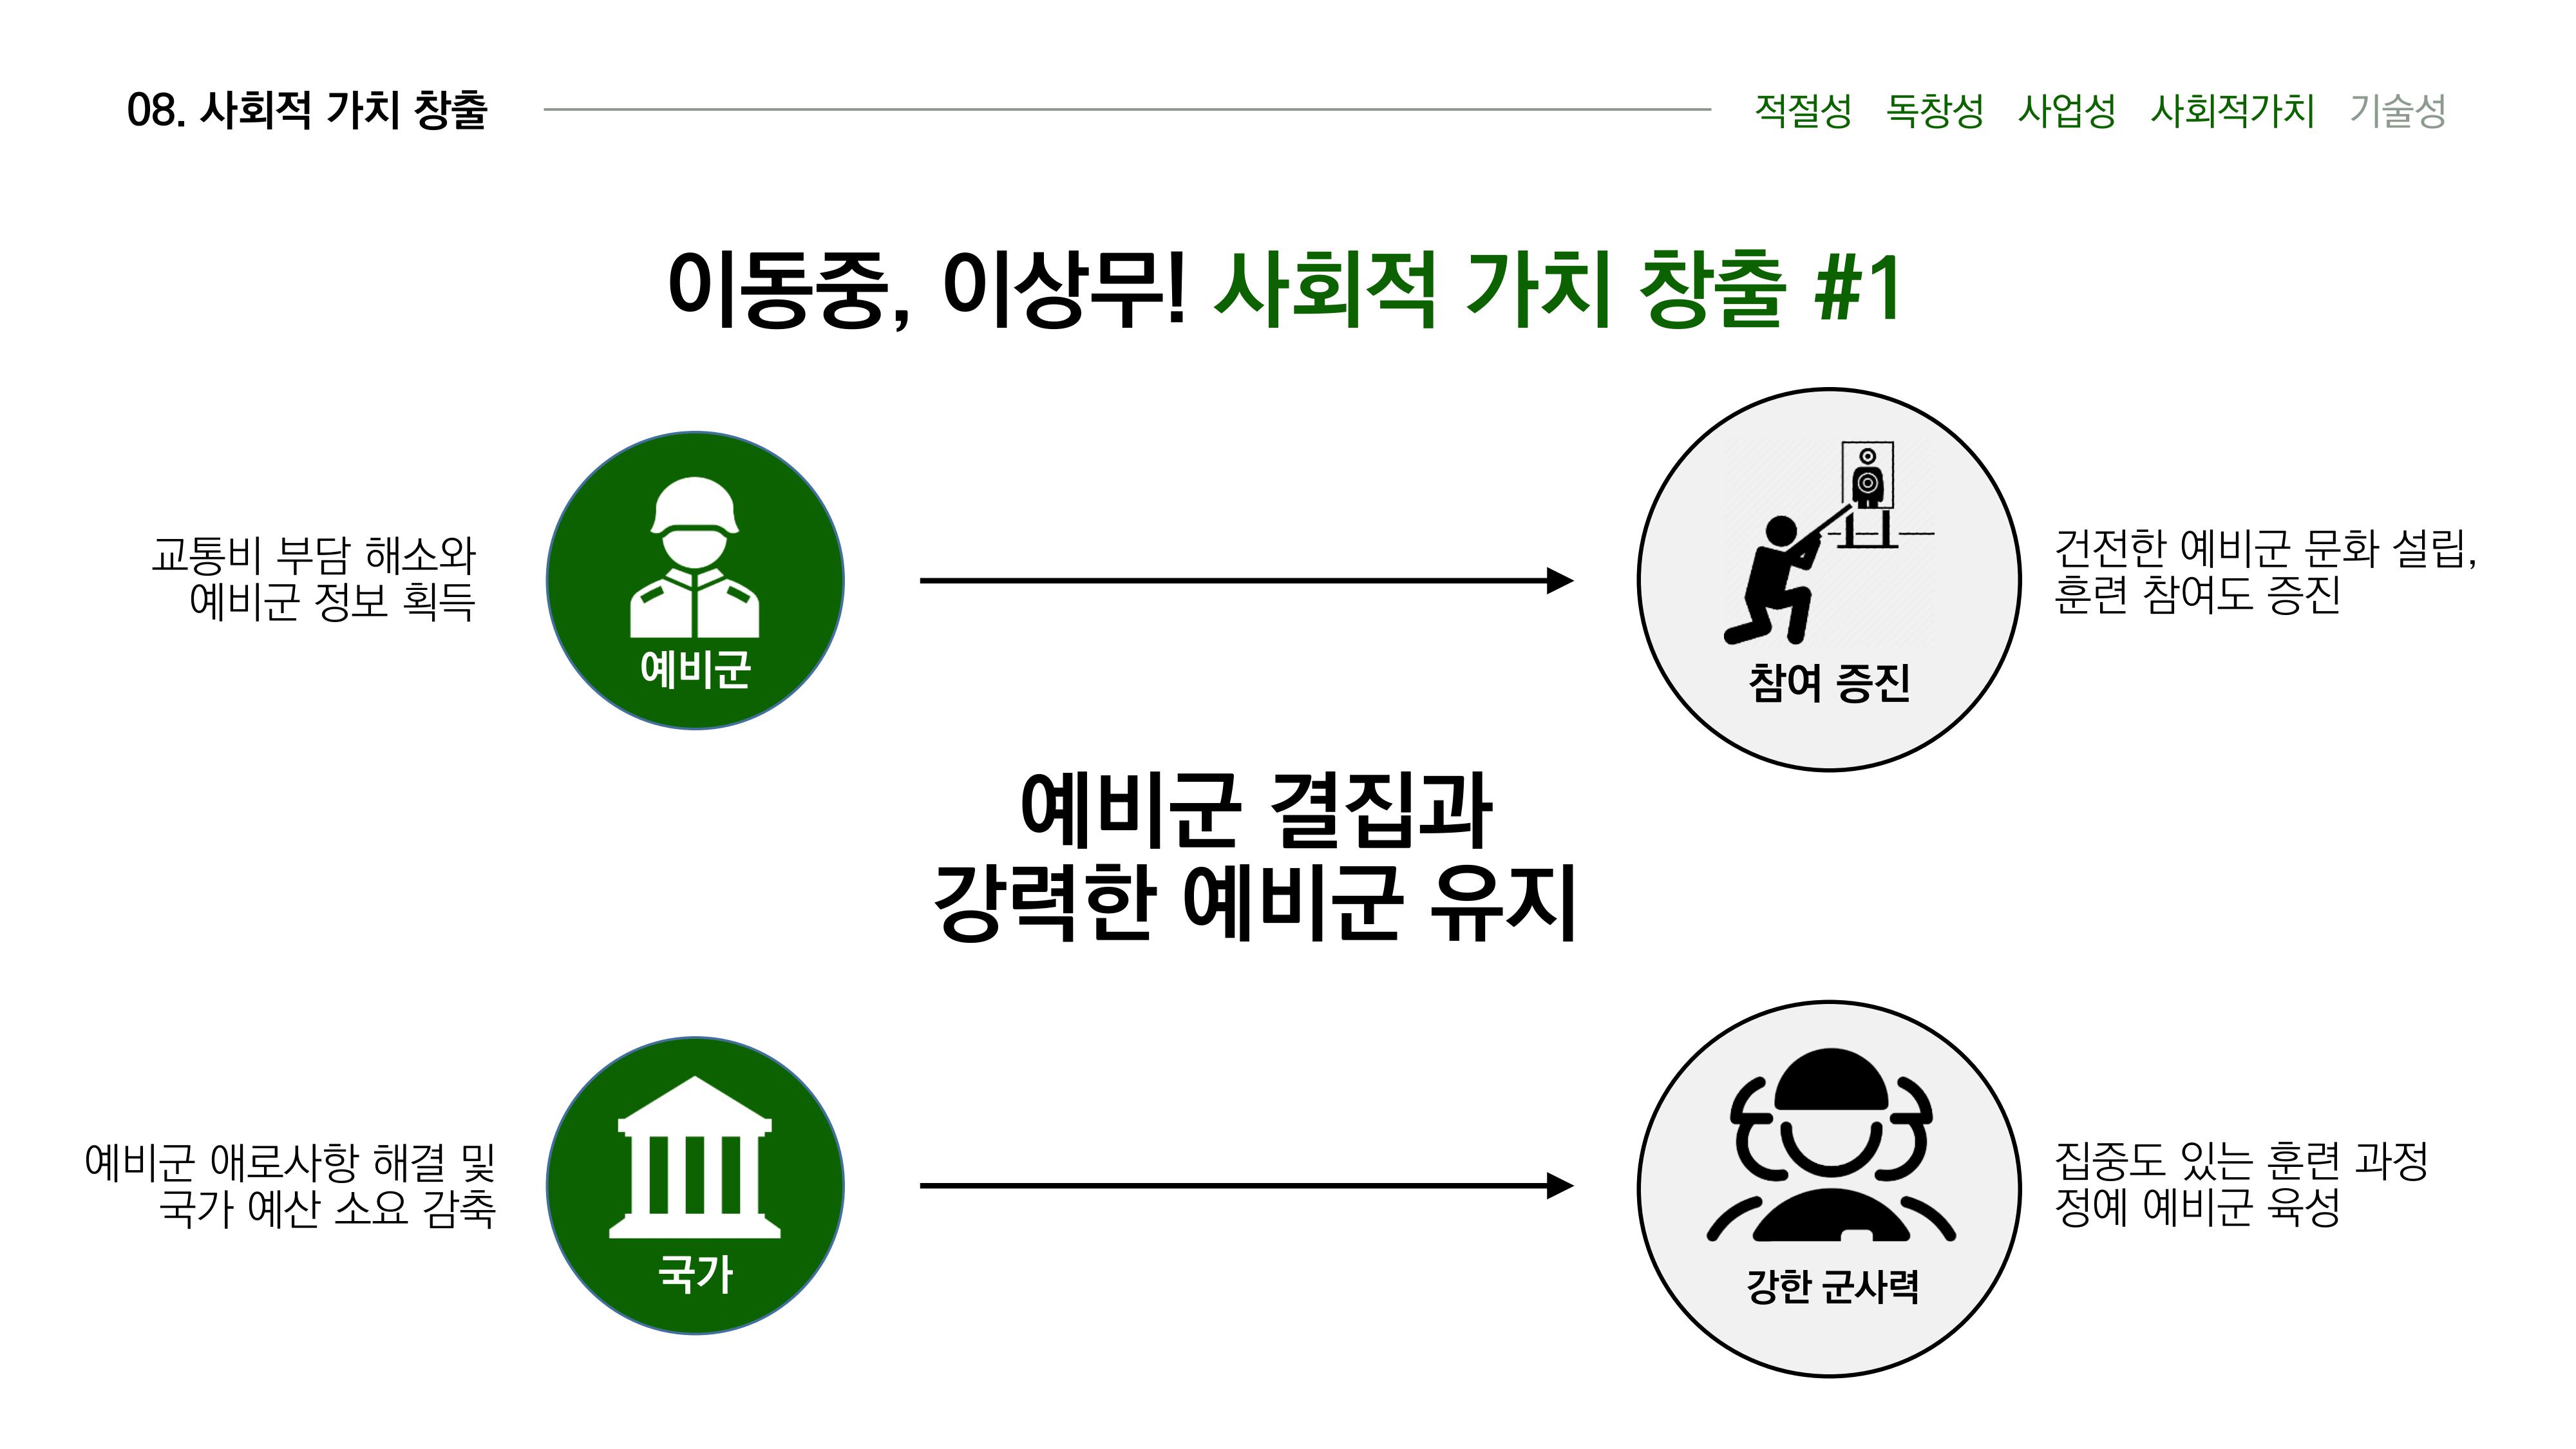 08. 사회적 가치 창출
적절성 독창성 사업성 사회적가치 기술성
이동중, 이상무! 사회적 가치 창출 #1
교통비 부담 해소와
예비군 정보 획득
예비군
참여 증진
건전한 예비군 문화 설립,
훈련 참여도 증진
예비군 결집과
강력한 예비군 유지
예비군 애로사항 해결 및
국가 예산 소요 감축
국가
강한 군사력
집중도 있는 훈련 과정
정예 예비군 육성